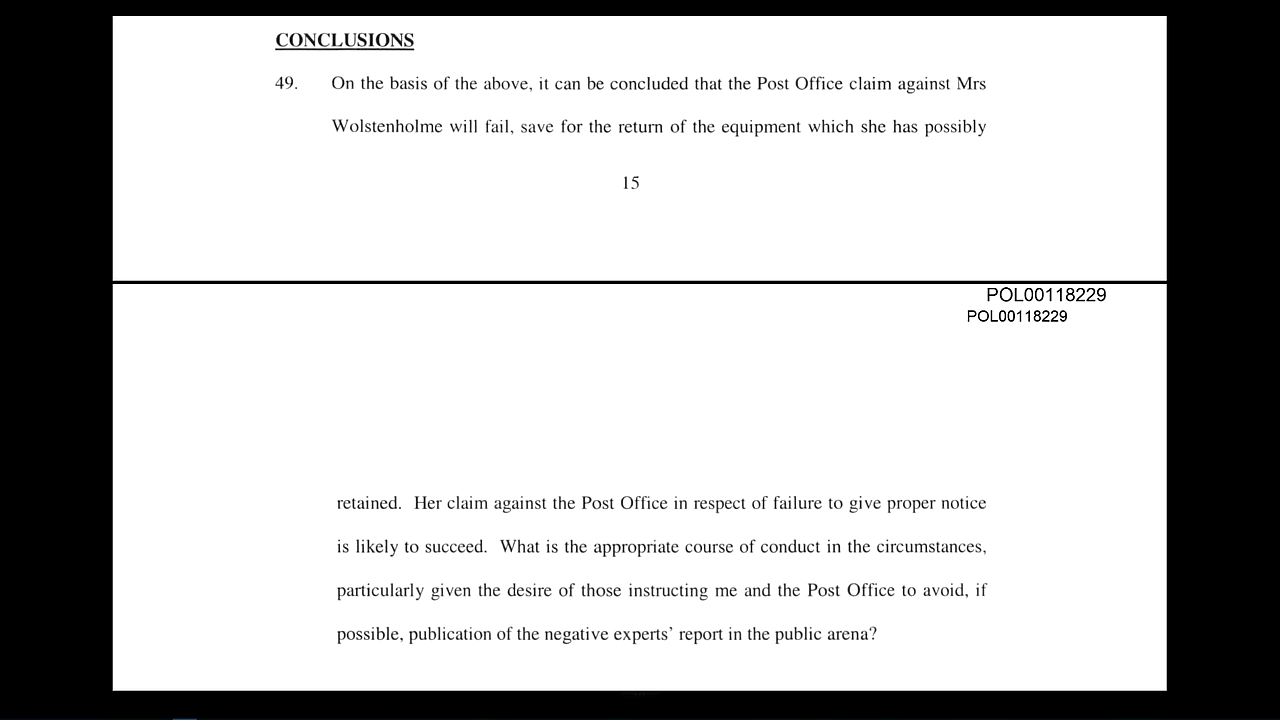 CONCLUSIONS
49. On the basis of the above, it can be concluded that the Post Office claim against Mrs
Wolstenholme will fail, save for the return of the equipment which she has possibly
15
POL00118229
POL00118229
retained. Her claim against the Post Office in respect of failure to give proper notice
is likely to succeed. What is the appropriate course of conduct in the circumstances,
particularly given the desire of those instructing me and the Post Office to avoid, if
possible, publication of the negative experts’ report in the public arena?